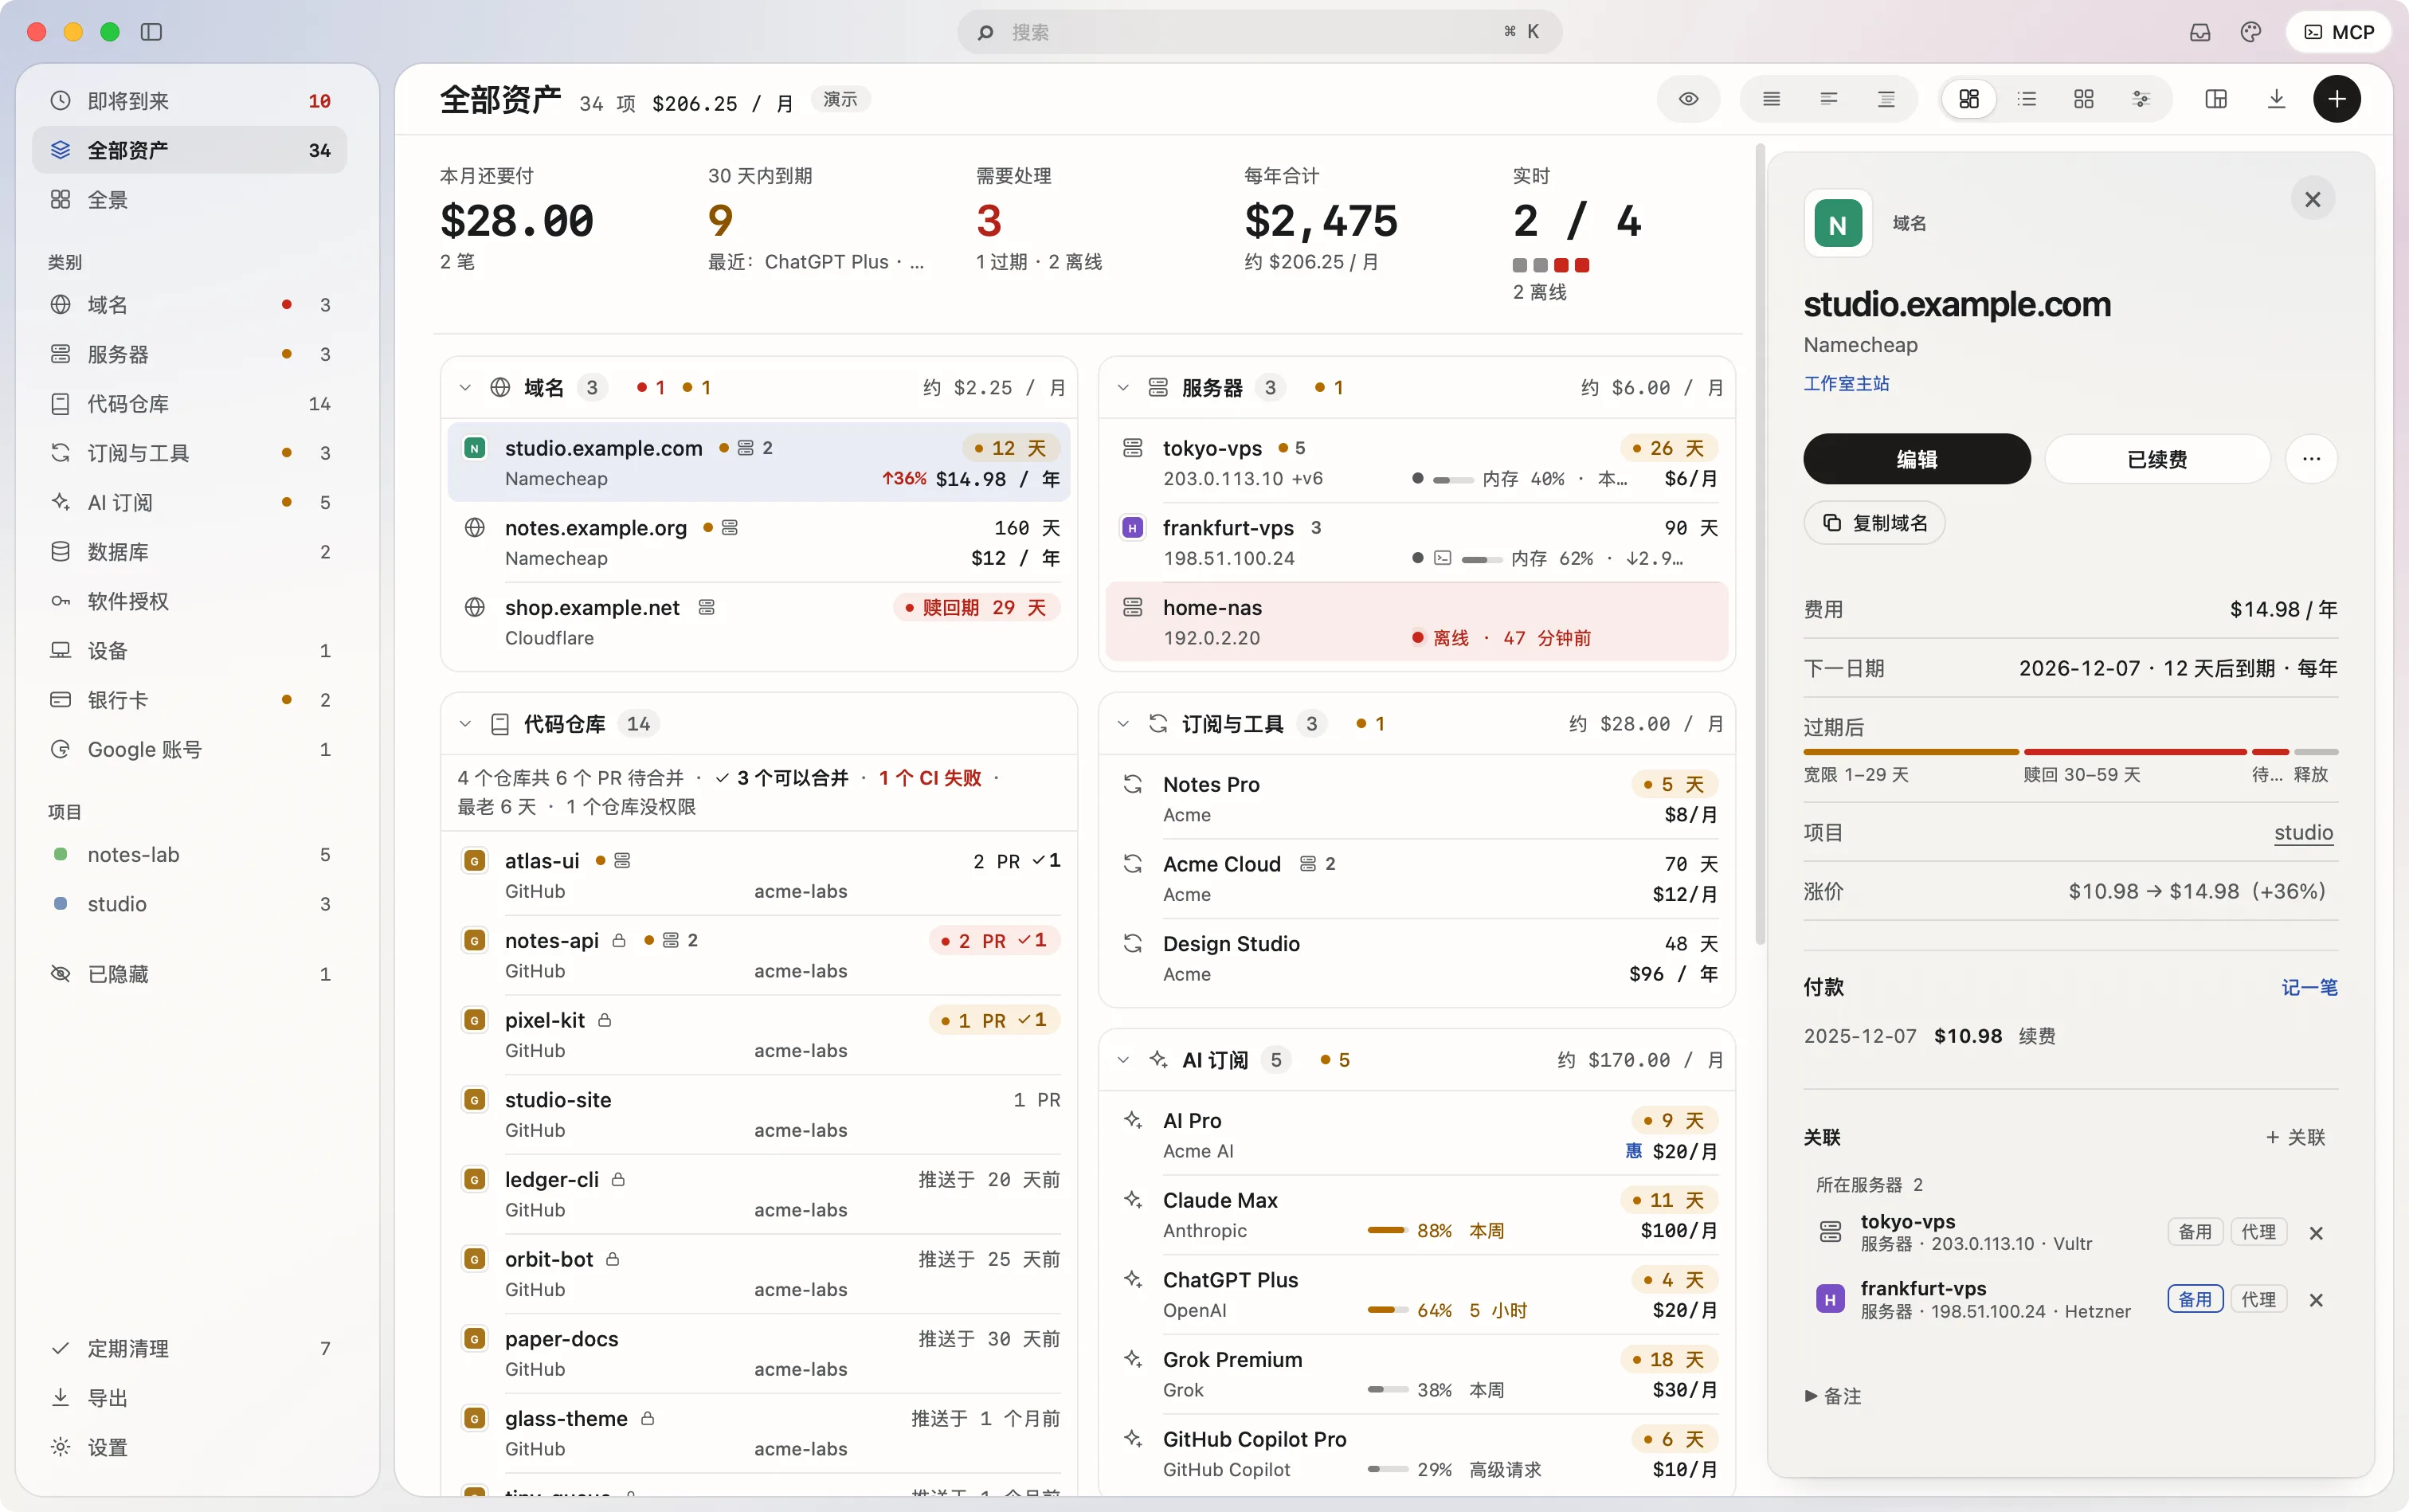 搜索 ⌘ K
MCP
即将到来 10
全部资产 34
全景
类别
域名 3
服务器 3
代码仓库 14
订阅与工具 3
AI 订阅 5
数据库 2
软件授权
设备 1
银行卡 2
Google 账号 1
项目
notes-lab 5
studio 3
已隐藏 1
定期清理 7
导出
设置
全部资产 34 项 $206.25 / 月 演示
本月还要付
$28.00
2 笔
30 天内到期
9
最近：ChatGPT Plus · …
需要处理
3
1 过期 · 2 离线
每年合计
$2,475
约 $206.25 / 月
实时
2 / 4
2 离线
域名 3 1 1 约 $2.25 / 月
N studio.example.com 2 12 天
Namecheap ↑36% $14.98 / 年
notes.example.org 160 天
Namecheap $12 / 年
shop.example.net 赎回期 29 天
Cloudflare
服务器 3 1 约 $6.00 / 月
tokyo-vps 5 26 天
203.0.113.10 +v6 内存 40% · 本… $6/月
H frankfurt-vps 3 90 天
198.51.100.24 内存 62% · ↓2.9…
home-nas
192.0.2.20 离线 · 47 分钟前
代码仓库 14
4 个仓库共 6 个 PR 待合并 · ✓ 3 个可以合并 · 1 个 CI 失败 ·
最老 6 天 · 1 个仓库没权限
G atlas-ui 2 PR ✓1
GitHub acme-labs
G notes-api 2 2 PR ✓1
GitHub acme-labs
G pixel-kit 1 PR ✓1
GitHub acme-labs
G studio-site 1 PR
GitHub acme-labs
G ledger-cli 推送于 20 天前
GitHub acme-labs
G orbit-bot 推送于 25 天前
GitHub acme-labs
G paper-docs 推送于 30 天前
GitHub acme-labs
G glass-theme 推送于 1 个月前
GitHub acme-labs
订阅与工具 3 1 约 $28.00 / 月
Notes Pro 5 天
Acme $8/月
Acme Cloud 2 70 天
Acme $12/月
Design Studio 48 天
Acme $96 / 年
AI 订阅 5 5 约 $170.00 / 月
AI Pro 9 天
Acme AI 惠 $20/月
Claude Max 11 天
Anthropic 88% 本周 $100/月
ChatGPT Plus 4 天
OpenAI 64% 5 小时 $20/月
Grok Premium 18 天
Grok 38% 本周 $30/月
GitHub Copilot Pro 6 天
GitHub Copilot 29% 高级请求 $10/月
N 域名
studio.example.com
Namecheap
工作室主站
编辑 已续费 …
复制域名
费用 $14.98 / 年
下一日期 2026-12-07 · 12 天后到期 · 每年
过期后
宽限 1–29 天 赎回 30–59 天 待… 释放
项目 studio
涨价 $10.98 → $14.98 (+36%)
付款 记一笔
2025-12-07 $10.98 续费
关联 + 关联
所在服务器 2
tokyo-vps 备用 代理
服务器 · 203.0.113.10 · Vultr
H frankfurt-vps 备用 代理
服务器 · 198.51.100.24 · Hetzner
备注